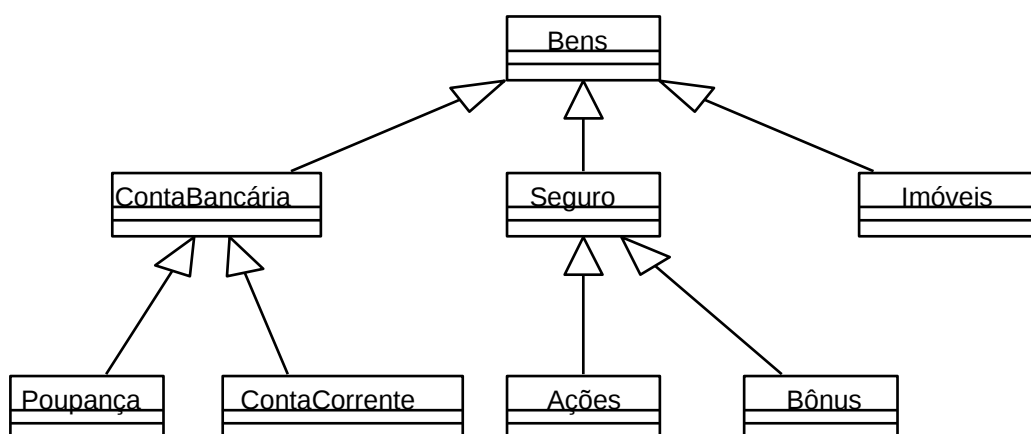 Bens
ContaBancária
Seguro
Imóveis
Poupança
ContaCorrente
Ações
Bônus